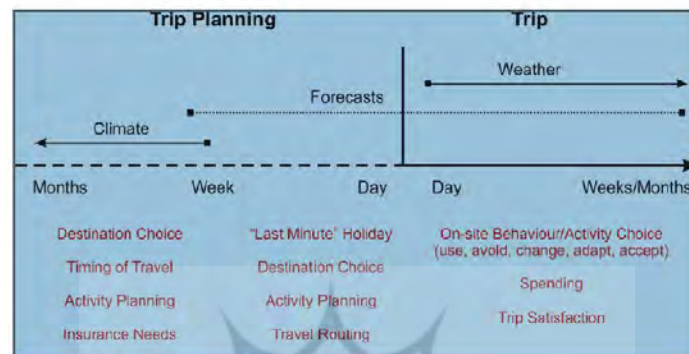 Trip Planning Trip
Weather
Forecasts
Climate
Months Week Day Day Weeks/Months
Destination Choice "Last Minute" Holiday On-site Behaviour/Activity Choice
(use, avoid, change, adapt, accept)
Timing of Travel Destination Choice
Spending
Activity Planning Activity Planning
Trip Satisfaction
Insurance Needs Travel Routing